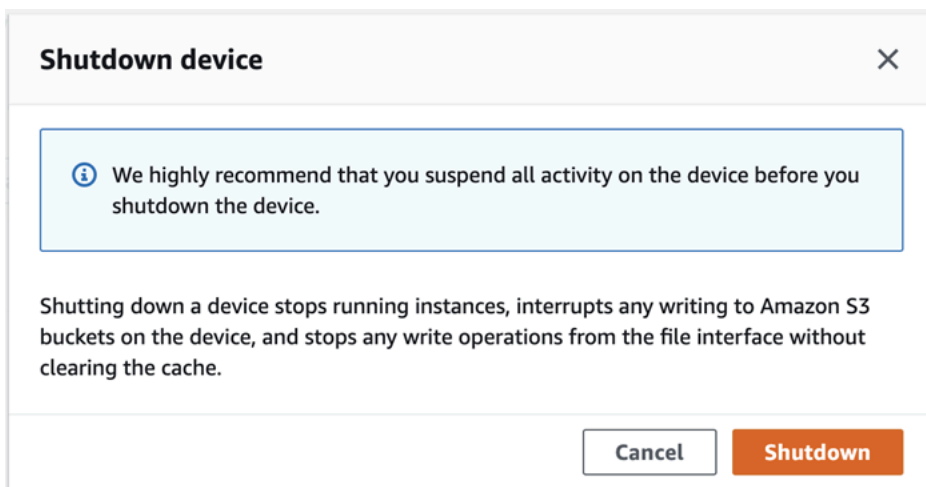 Shutdown device
We highly recommend that you suspend all activity on the device before you
shutdown the device.
Shutting down a device stops running instances, interrupts any writing to Amazon S3
buckets on the device, and stops any write operations from the file interface without
clearing the cache.
Cancel Shutdown